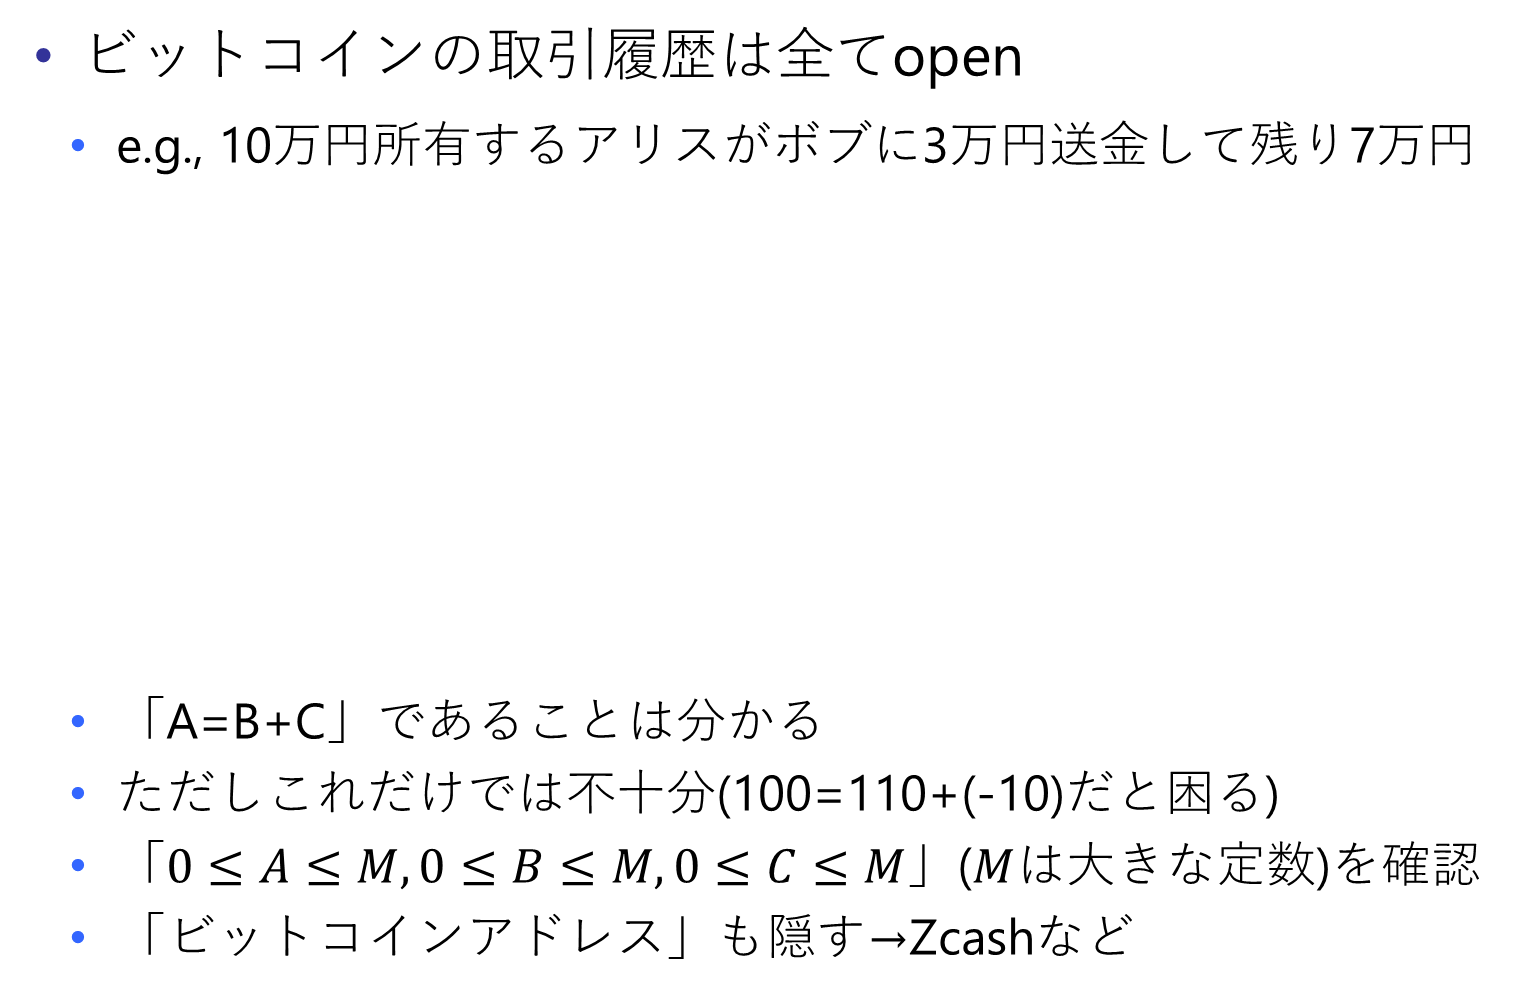 • ビットコインの取引履歴は全てopen
• e.g., 10万円所有するアリスがボブに3万円送金して残り7万円
• 「A=B+C」であることは分かる
• ただしこれだけでは不十分(100=110+(-10)だと困る)
• 「0 ≤ A ≤ M, 0 ≤ B ≤ M, 0 ≤ C ≤ M」(Mは大きな定数)を確認
• 「ビットコインアドレス」も隠す→Zcashなど